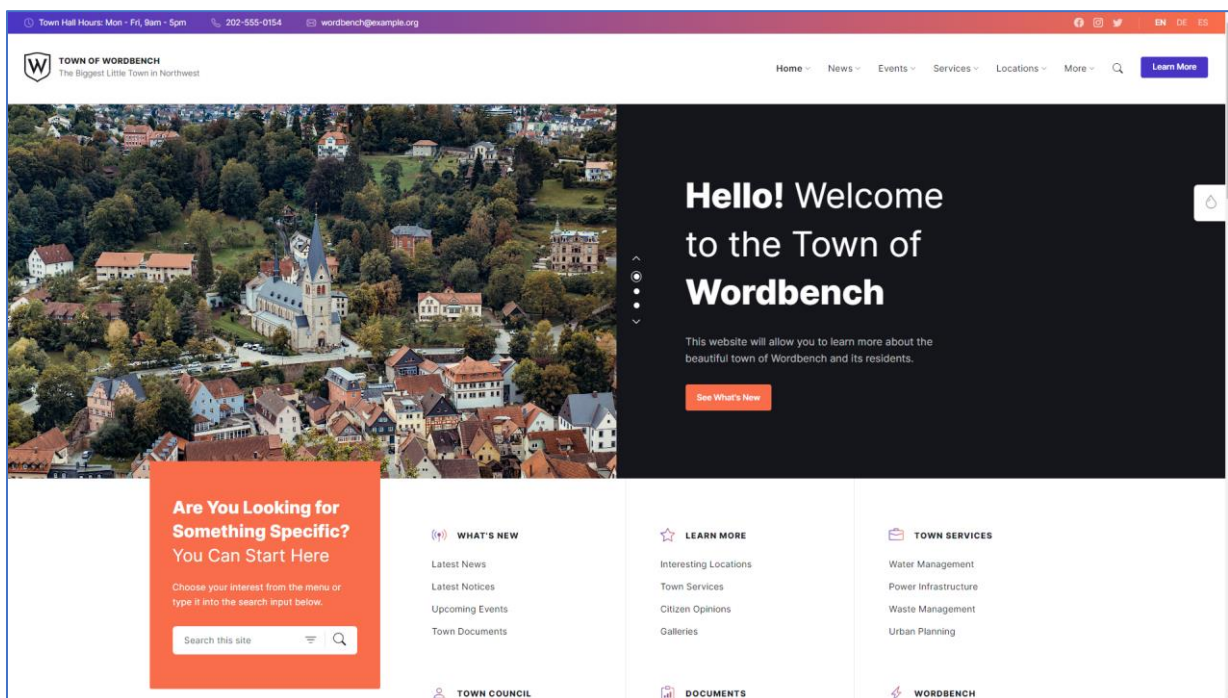 Town Hall Hours: Mon - Fri, 9am - 5pm
202-555-0154
wordbench@example.org
EN DE ES
W
TOWN OF WORDBENCH
The Biggest Little Town in Northwest
Home
News
Events
Services
Locations
More
Learn More
Hello! Welcome
to the Town of
Wordbench
This website will allow you to learn more about the
beautiful town of Wordbench and its residents.
See What's New
Are You Looking for
Something Specific?
You Can Start Here
Choose your interest from the menu or
type it into the search input below.
Search this site
WHAT'S NEW
Latest News
Latest Notices
Upcoming Events
Town Documents
LEARN MORE
Interesting Locations
Town Services
Citizen Opinions
Galleries
TOWN SERVICES
Water Management
Power Infrastructure
Waste Management
Urban Planning
TOWN COUNCIL
DOCUMENTS
WORDBENCH